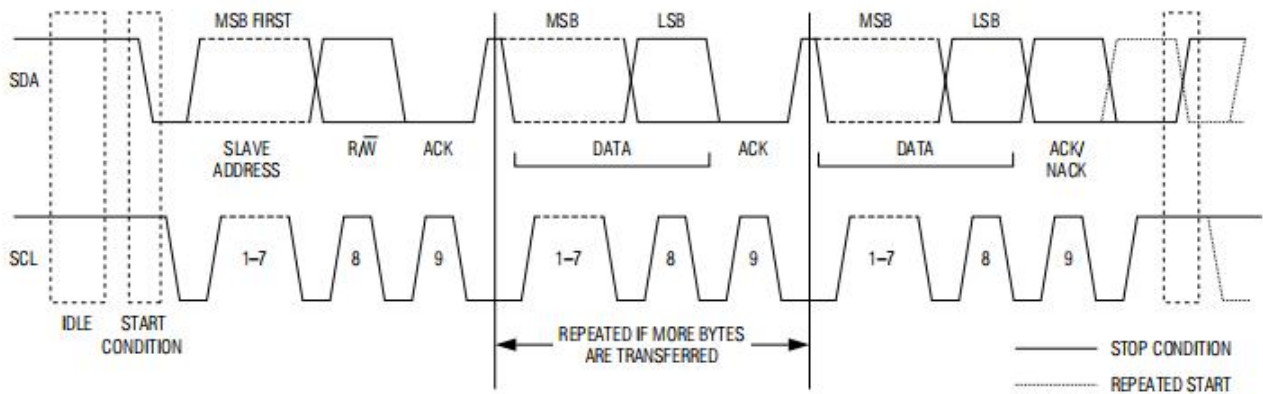 MSB FIRST
MSB
LSB
MSB
LSB
SDA
SLAVE
ADDRESS
R/W̅
ACK
DATA
ACK
DATA
ACK/
NACK
SCL
1–7
8
9
1–7
8
9
1–7
8
9
IDLE
START
CONDITION
REPEATED IF MORE BYTES
ARE TRANSFERRED
STOP CONDITION
REPEATED START